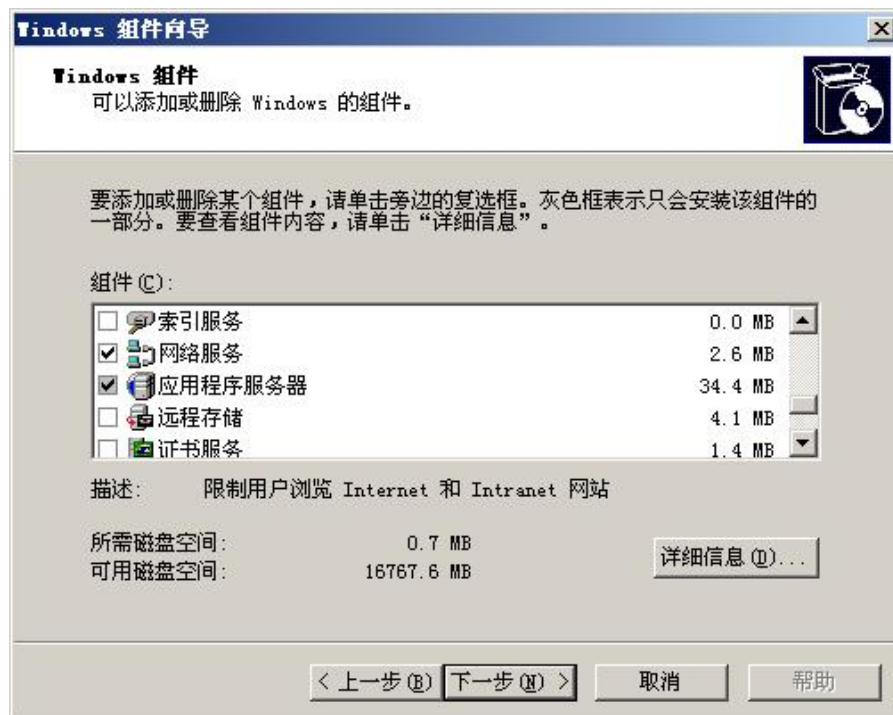 Windows 组件向导
Windows 组件
可以添加或删除 Windows 的组件。
要添加或删除某个组件，请单击旁边的复选框。灰色框表示只会安装该组件的
一部分。要查看组件内容，请单击“详细信息”。
组件(C):
索引服务 0.0 MB
网络服务 2.6 MB
应用程序服务器 34.4 MB
远程存储 4.1 MB
证书服务 1.4 MB
描述: 限制用户浏览 Internet 和 Intranet 网站
所需磁盘空间: 0.7 MB
可用磁盘空间: 16767.6 MB
详细信息(D)...
< 上一步(B) 下一步(N) > 取消 帮助